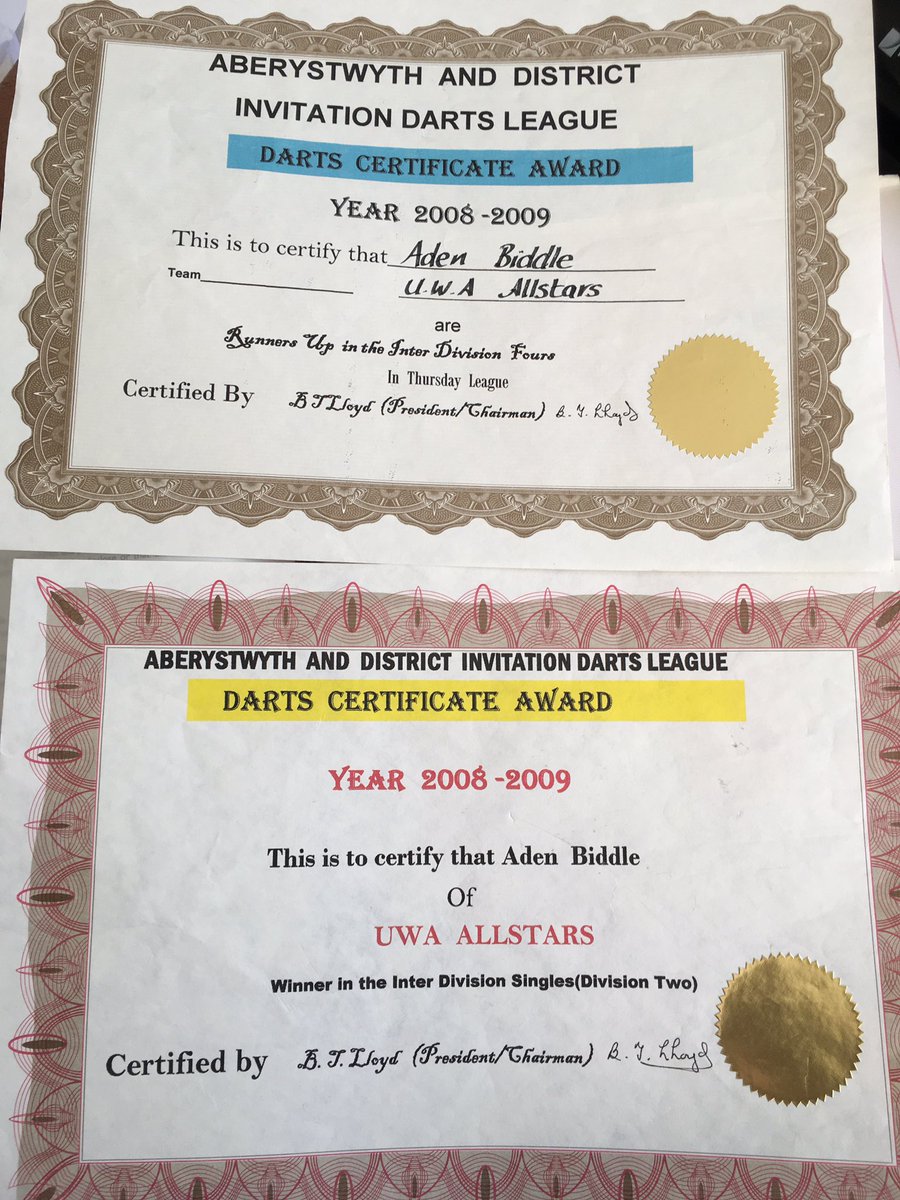 ABERYSTWYTH AND DISTRICT
INVITATION DARTS LEAGUE
DARTS CERTIFICATE AWARD
YEAR 2008-2009
This is to certify that Aden Biddle
Team U.W.A Allstars
are
Runners Up in the Inter Division Fours
In Thursday League
Certified By B T Lloyd (President/Chairman) B. T. Lloyd
ABERYSTWYTH AND DISTRICT INVITATION DARTS LEAGUE
DARTS CERTIFICATE AWARD
YEAR 2008-2009
This is to certify that Aden Biddle
Of
UWA ALLSTARS
Winner in the Inter Division Singles(Division Two)
Certified by B. T. Lloyd (President/Chairman) B. T. Lloyd